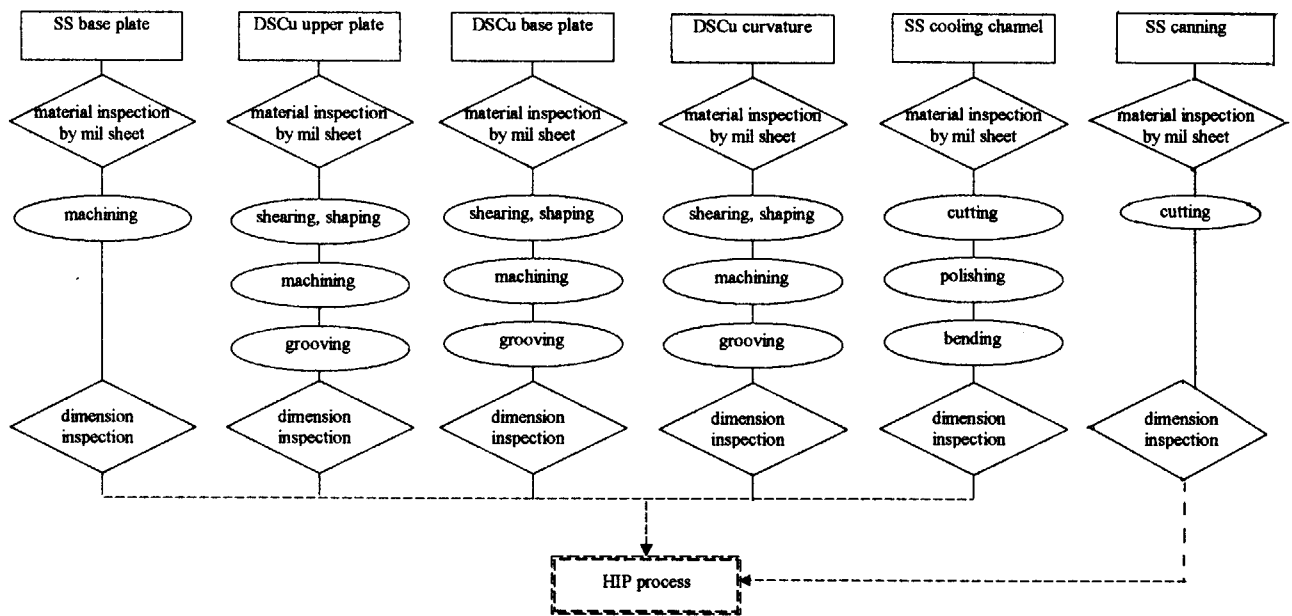 SS base plate
DSCu upper plate
DSCu base plate
DSCu curvature
SS cooling channel
SS canning
material inspection
by mil sheet
material inspection
by mil sheet
material inspection
by mil sheet
material inspection
by mil sheet
material inspection
by mil sheet
material inspection
by mil sheet
machining
shearing, shaping
shearing, shaping
shearing, shaping
cutting
cutting
machining
machining
machining
polishing
grooving
grooving
grooving
bending
dimension
inspection
dimension
inspection
dimension
inspection
dimension
inspection
dimension
inspection
dimension
inspection
HIP process